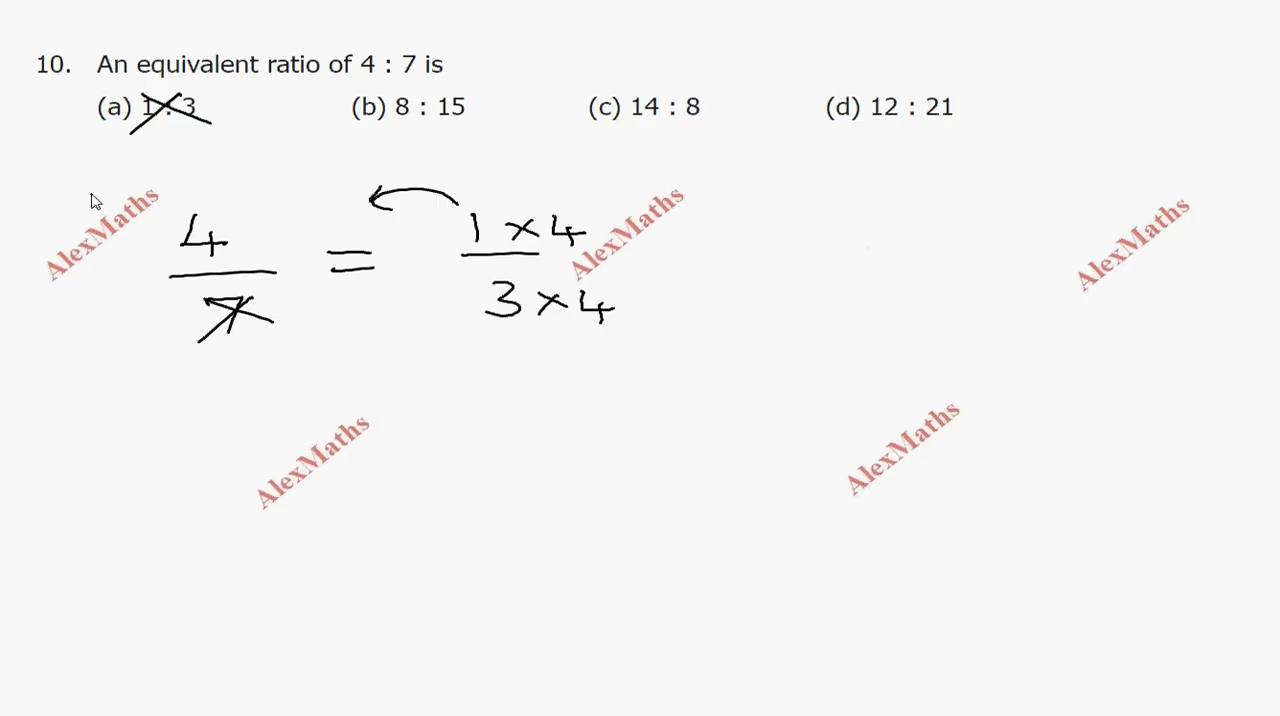 10. An equivalent ratio of 4 : 7 is
(a) 1 : 3 (b) 8 : 15 (c) 14 : 8 (d) 12 : 21
AlexMaths AlexMaths AlexMaths
4 = 1 × 4
7 3 × 4
AlexMaths AlexMaths